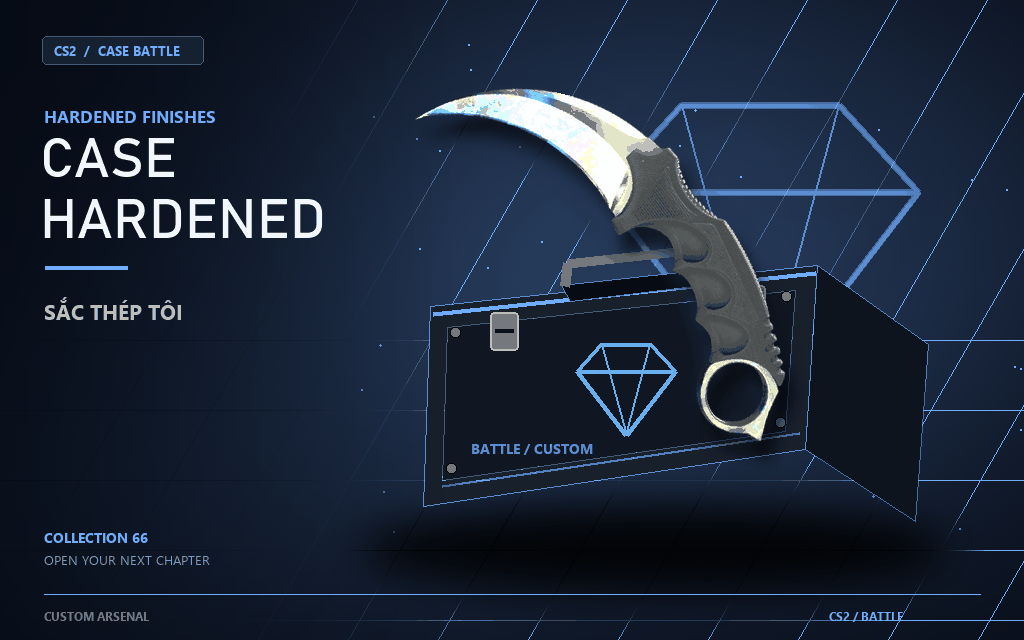 CS2 / CASE BATTLE
HARDENED FINISHES
CASE
HARDENED
SẮC THÉP TÔI
BATTLE / CUSTOM
COLLECTION 66
OPEN YOUR NEXT CHAPTER
CUSTOM ARSENAL
CS2 / BATTLE